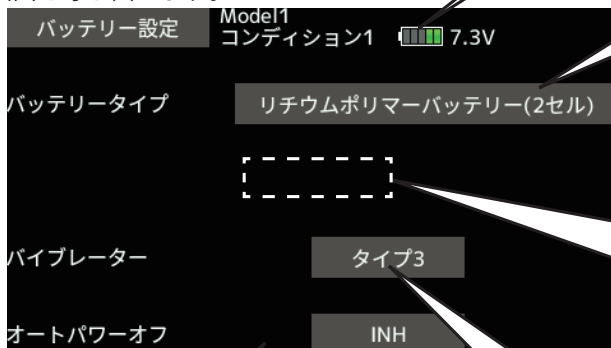 バッテリー設定
Model1
コンディション1 7.3V
バッテリータイプ
リチウムポリマーバッテリー(2セル)
バイブレーター
タイプ3
オートパワーオフ
INH